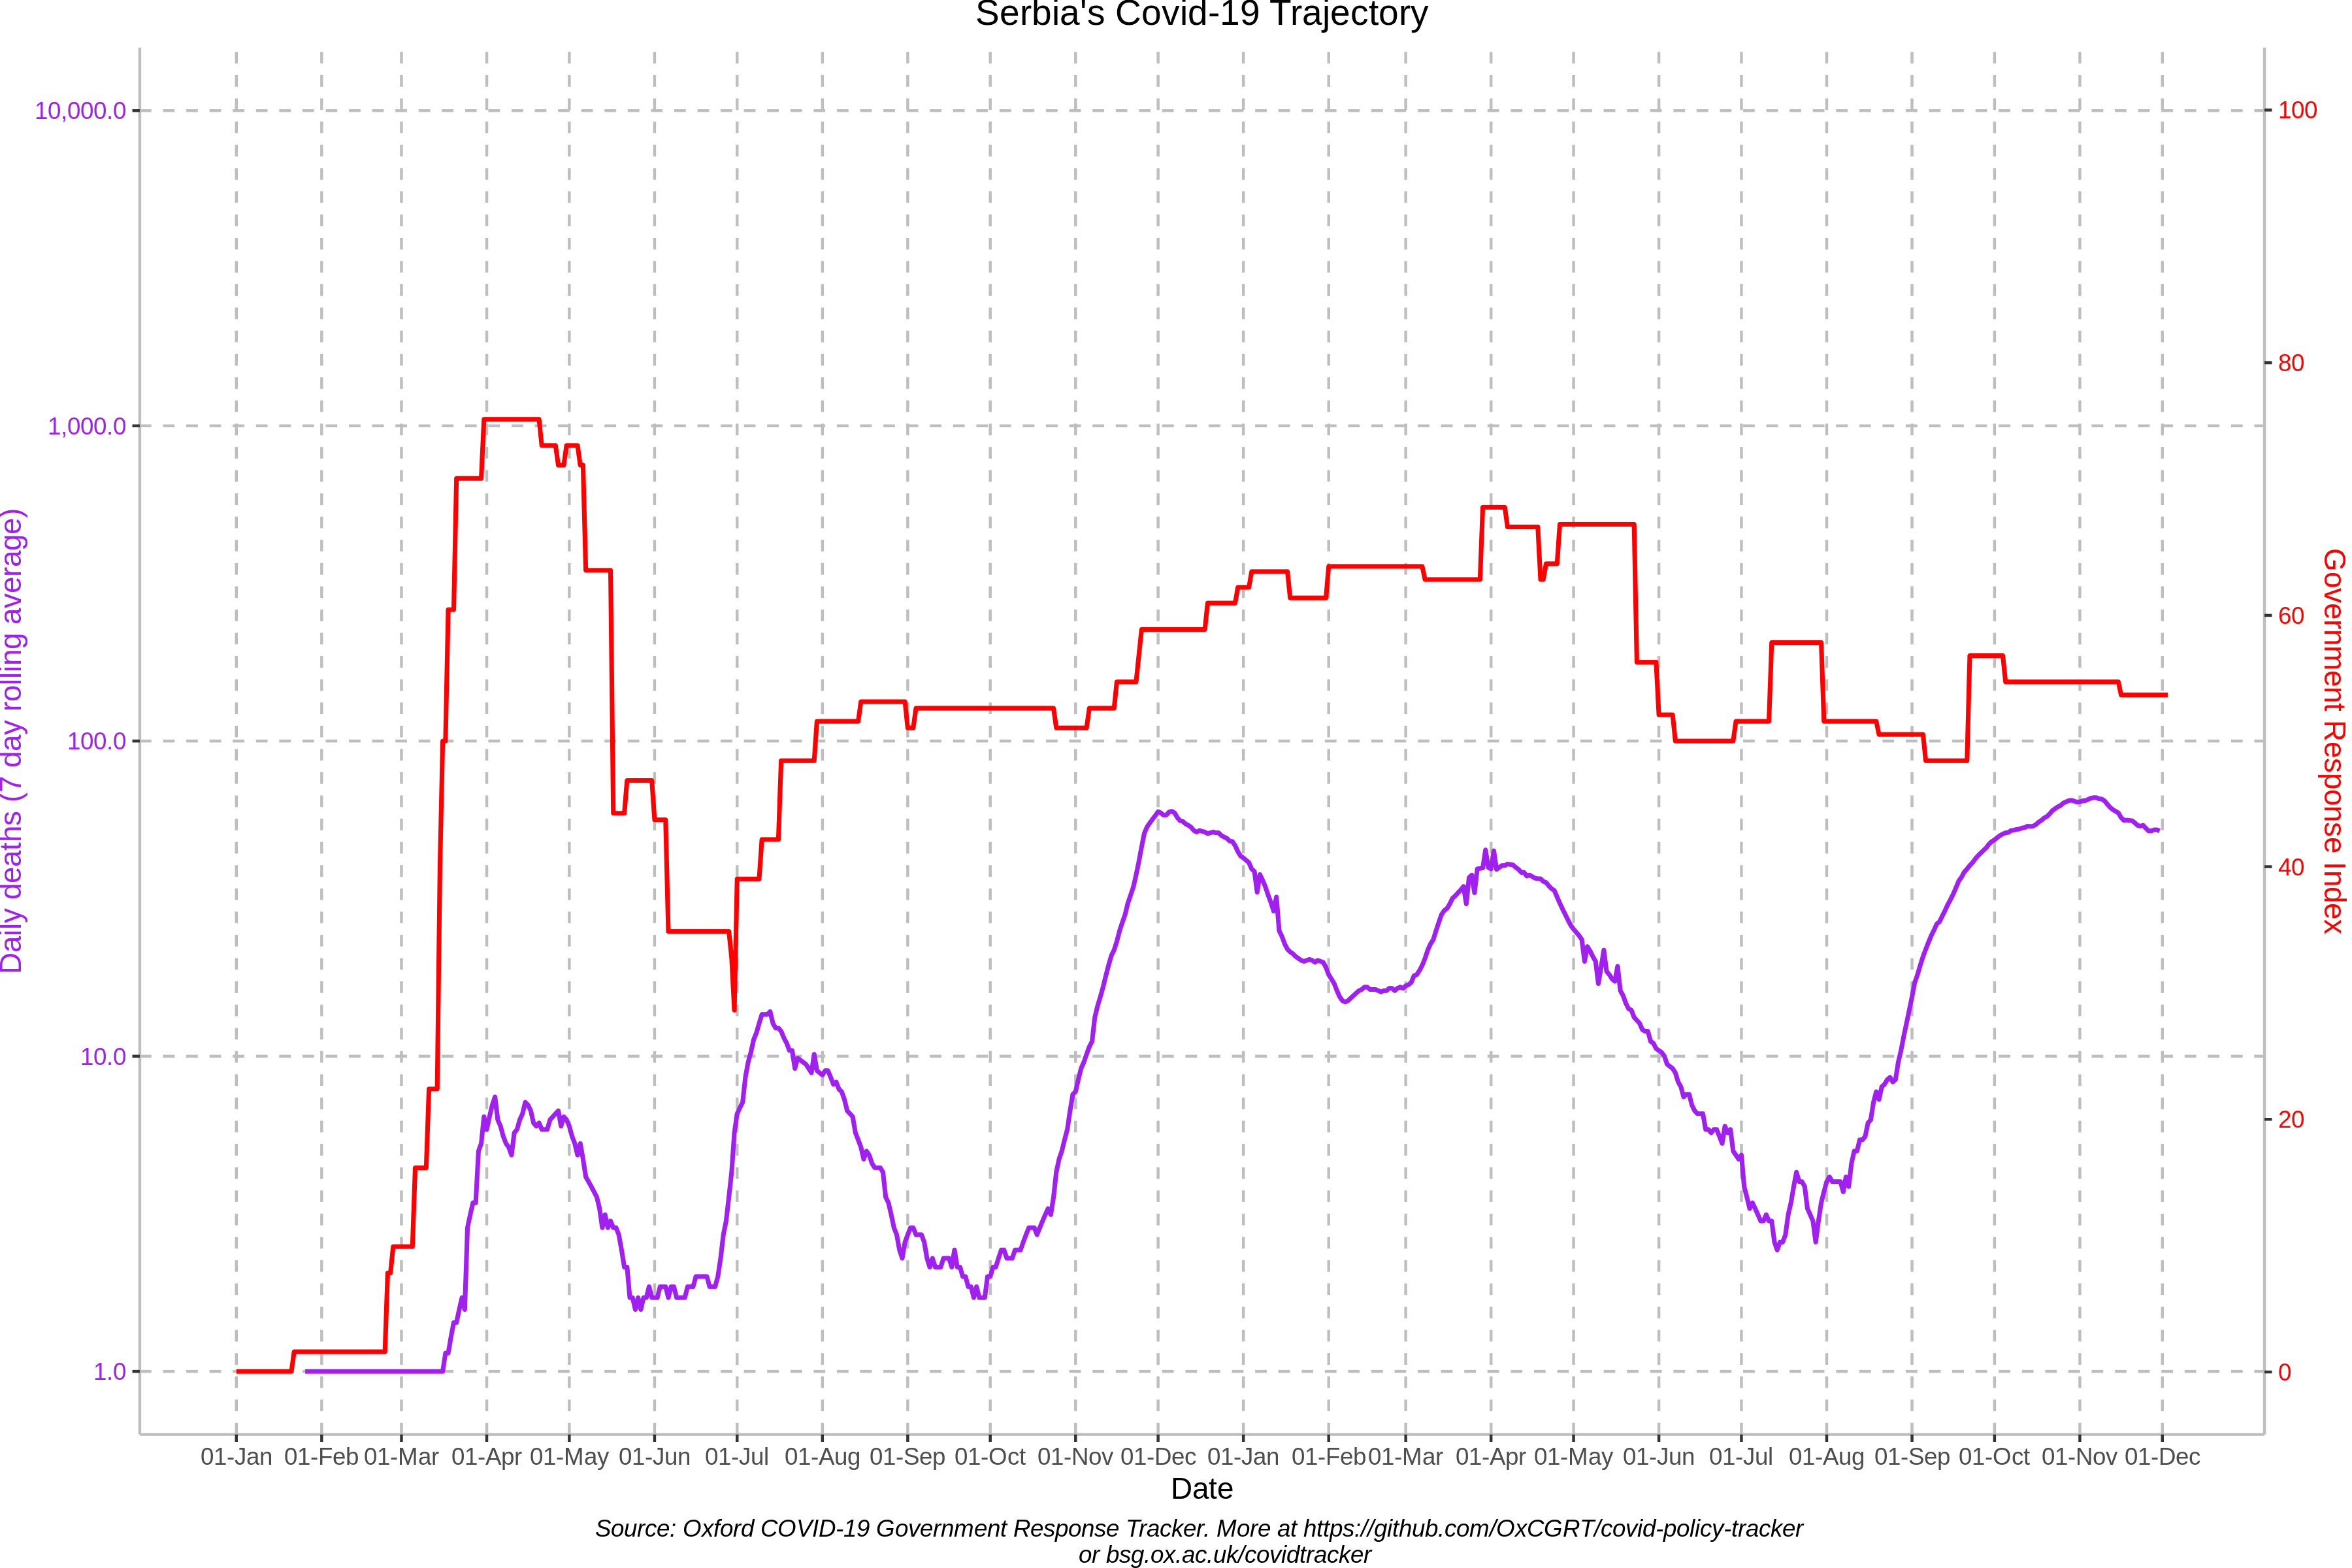 Serbia's Covid-19 Trajectory
10,000.0
1,000.0
100.0
10.0
1.0
Daily deaths (7 day rolling average)
100
80
60
40
20
0
Government Response Index
01-Jan 01-Feb 01-Mar 01-Apr 01-May 01-Jun 01-Jul 01-Aug 01-Sep 01-Oct 01-Nov 01-Dec 01-Jan 01-Feb 01-Mar 01-Apr 01-May 01-Jun 01-Jul 01-Aug 01-Sep 01-Oct 01-Nov 01-Dec
Date
Source: Oxford COVID-19 Government Response Tracker. More at https://github.com/OxCGRT/covid-policy-tracker
or bsg.ox.ac.uk/covidtracker